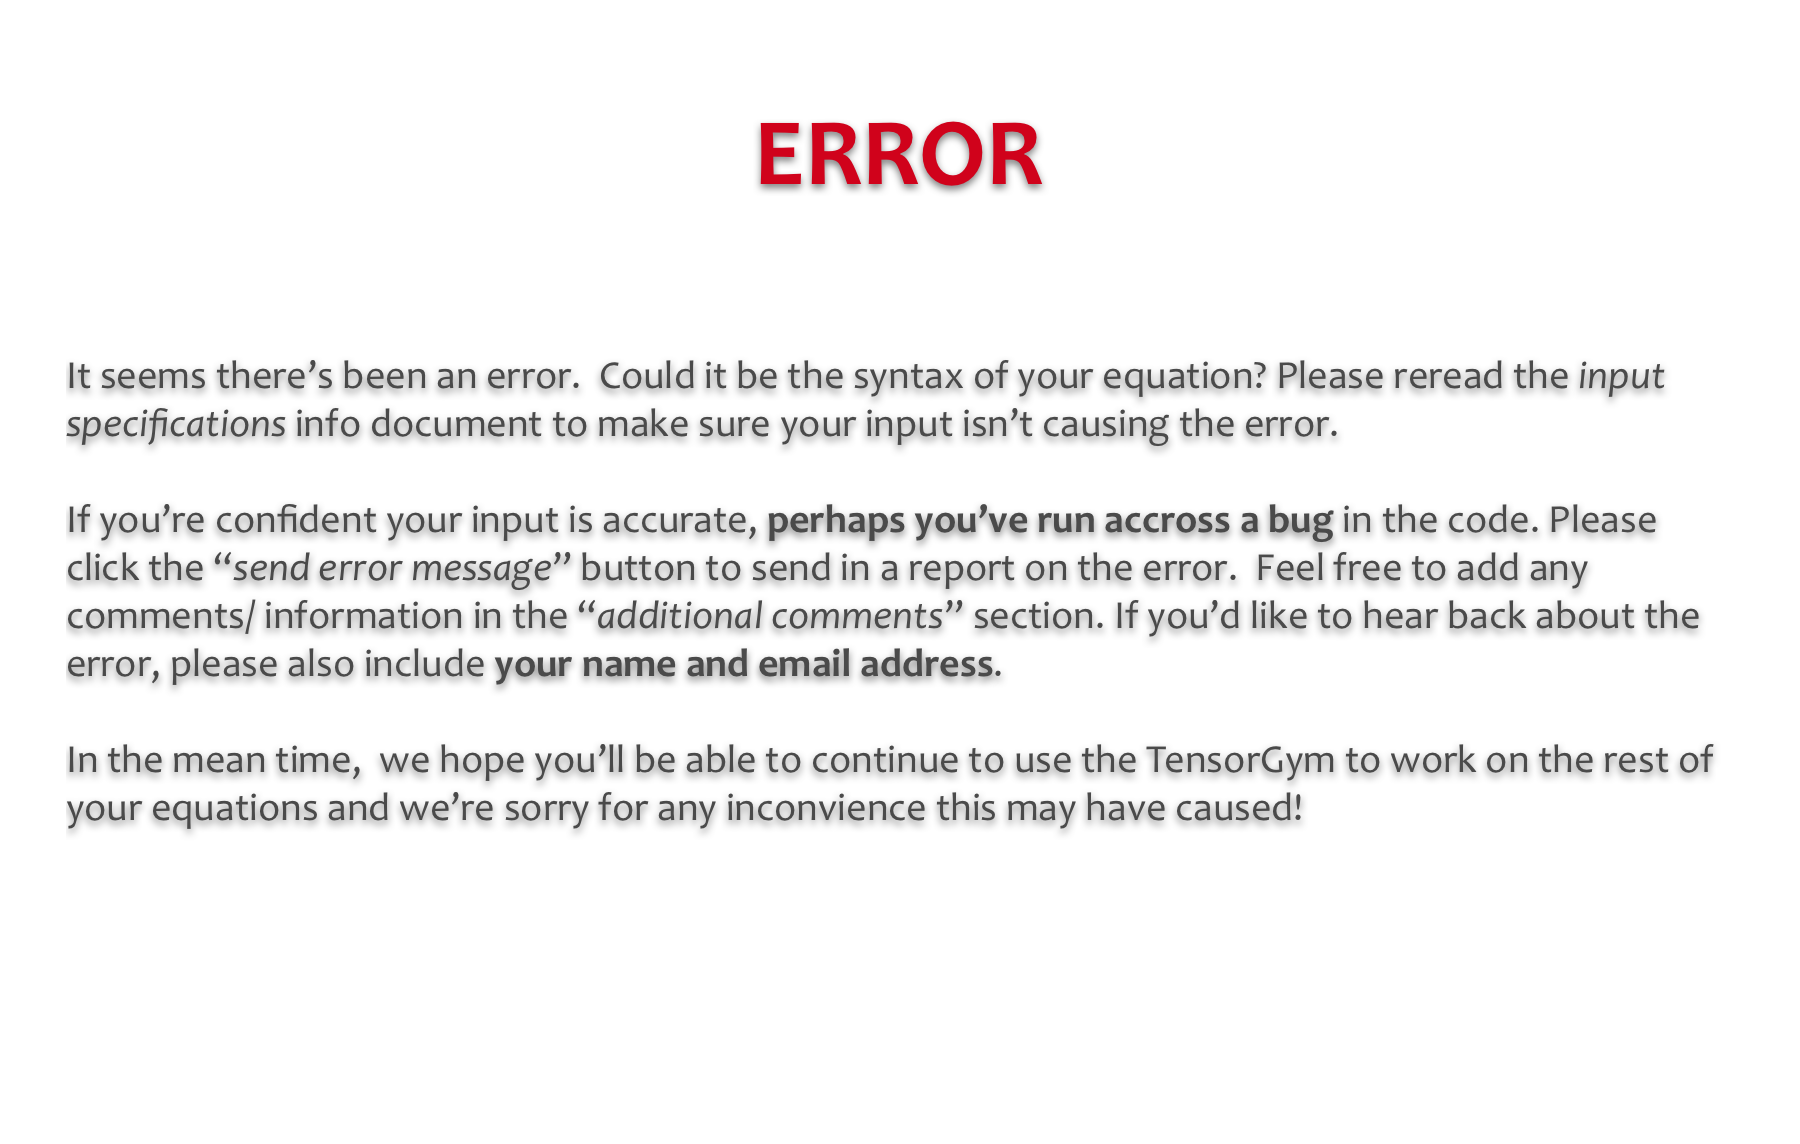 ERROR
It seems there’s been an error.  Could it be the syntax of your equation? Please reread the input
specifications info document to make sure your input isn’t causing the error.
If you’re confident your input is accurate, perhaps you’ve run accross a bug in the code. Please
click the “send error message” button to send in a report on the error.  Feel free to add any
comments/ information in the “additional comments” section. If you’d like to hear back about the
error, please also include your name and email address.
In the mean time,  we hope you’ll be able to continue to use the TensorGym to work on the rest of
your equations and we’re sorry for any inconvience this may have caused!